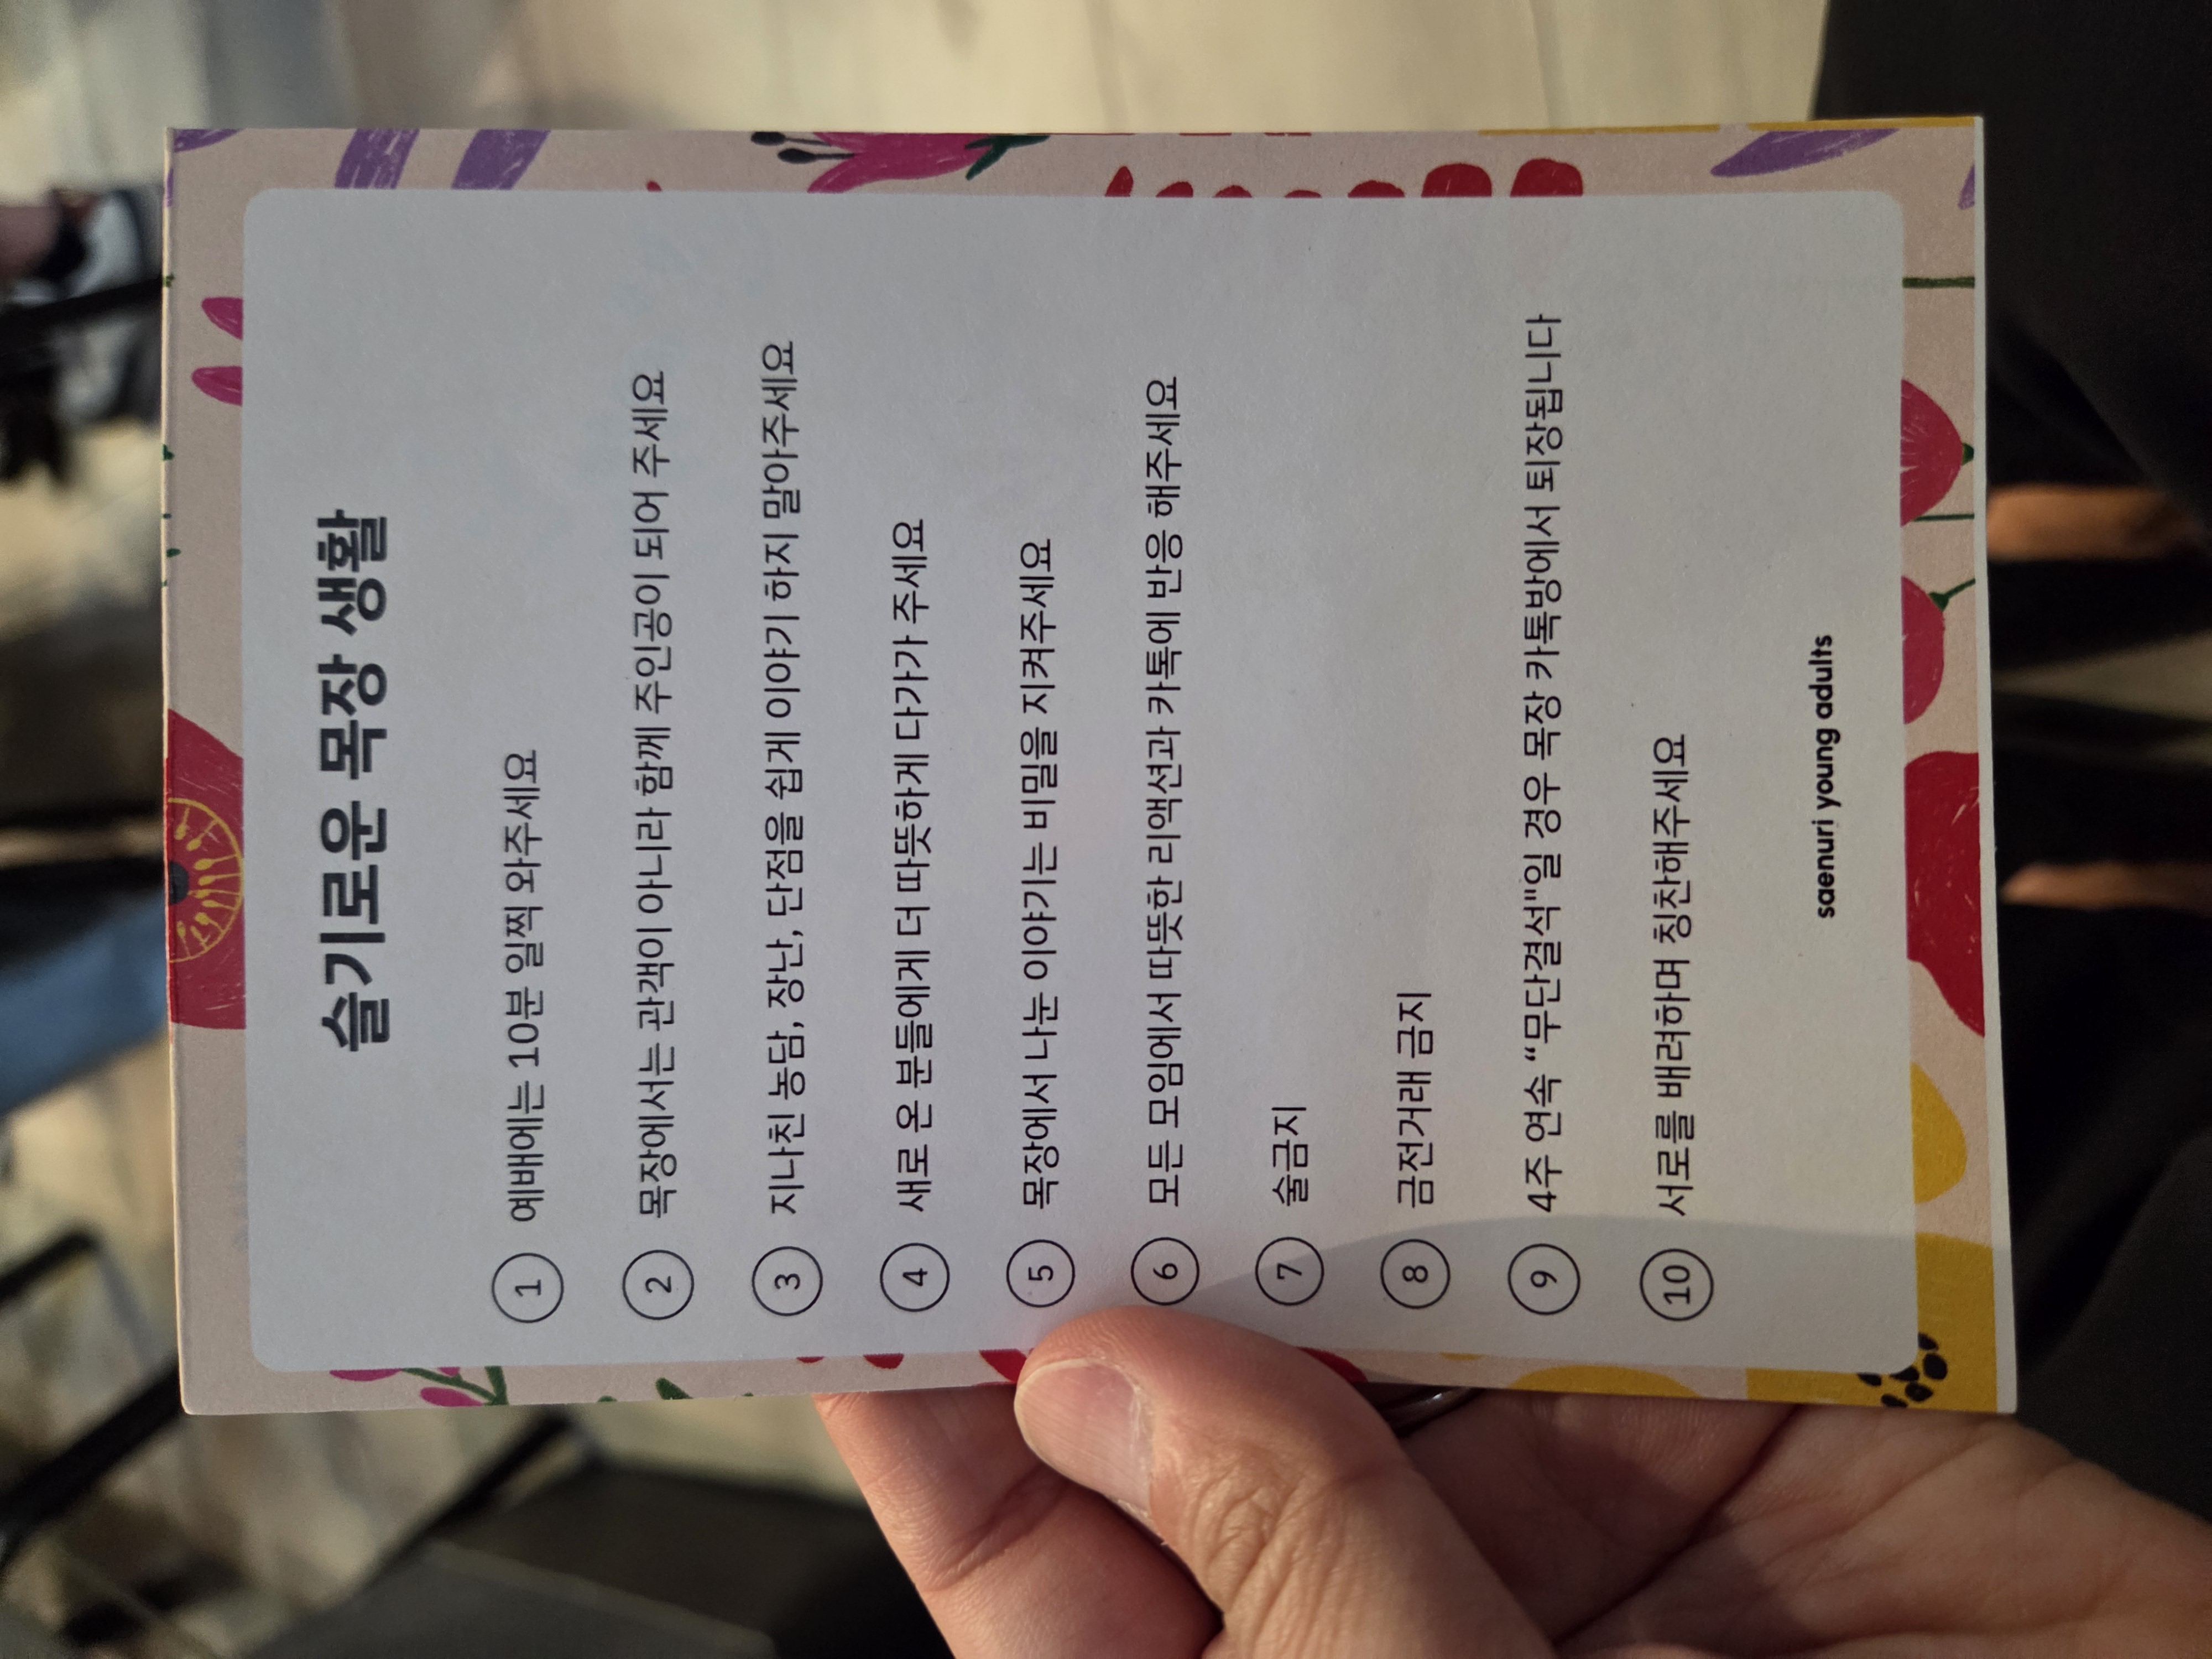 슬기로운 목장 생활
1 예배에는 10분 일찍 와주세요
2 목장에서는 관객이 아니라 함께 주인공이 되어 주세요
3 지나친 농담, 장난, 단점을 쉽게 이야기 하지 말아주세요
4 새로 온 분들에게 더 따뜻하게 다가가 주세요
5 목장에서 나눈 이야기는 비밀을 지켜주세요
6 모든 모임에서 따뜻한 리액션과 카톡에 반응 해주세요
7 술금지
8 금전거래 금지
9 4주 연속 “무단결석"일 경우 목장 카톡방에서 퇴장됩니다
10 서로를 배려하며 칭찬해주세요
saenuri young adults